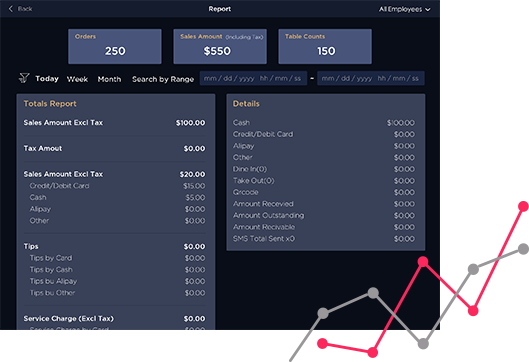 Back Report All Employees
Orders
250
Sales Amount (Including Tax)
$550
Table Counts
150
Today Week Month Search by Range mm / dd / yyyy hh / mm / ss - mm / dd / yyyy hh / mm / ss
Totals Report
Sales Amount Excl Tax $100.00
Tax Amout $0.00
Sales Amount Excl Tax $20.00
Credit/Debit Card $15.00
Cash $5.00
Alipay $0.00
Other $0.00
Tips $0.00
Tips by Card $0.00
Tips by Cash $0.00
Tips bu Alipay $0.00
Tips bu Other $0.00
Service Charge (Excl Tax) $0.00
Service Charge by Card $0.00
Details
Cash $100.00
Credit/Debit Card $0.00
Alipay $0.00
Other $0.00
Dine In(0) $0.00
Take Out(0) $0.00
Qrcode $0.00
Amount Recevied $0.00
Amount Outstanding $0.00
Amount Recivable $0.00
SMS Total Sent x0 $0.00